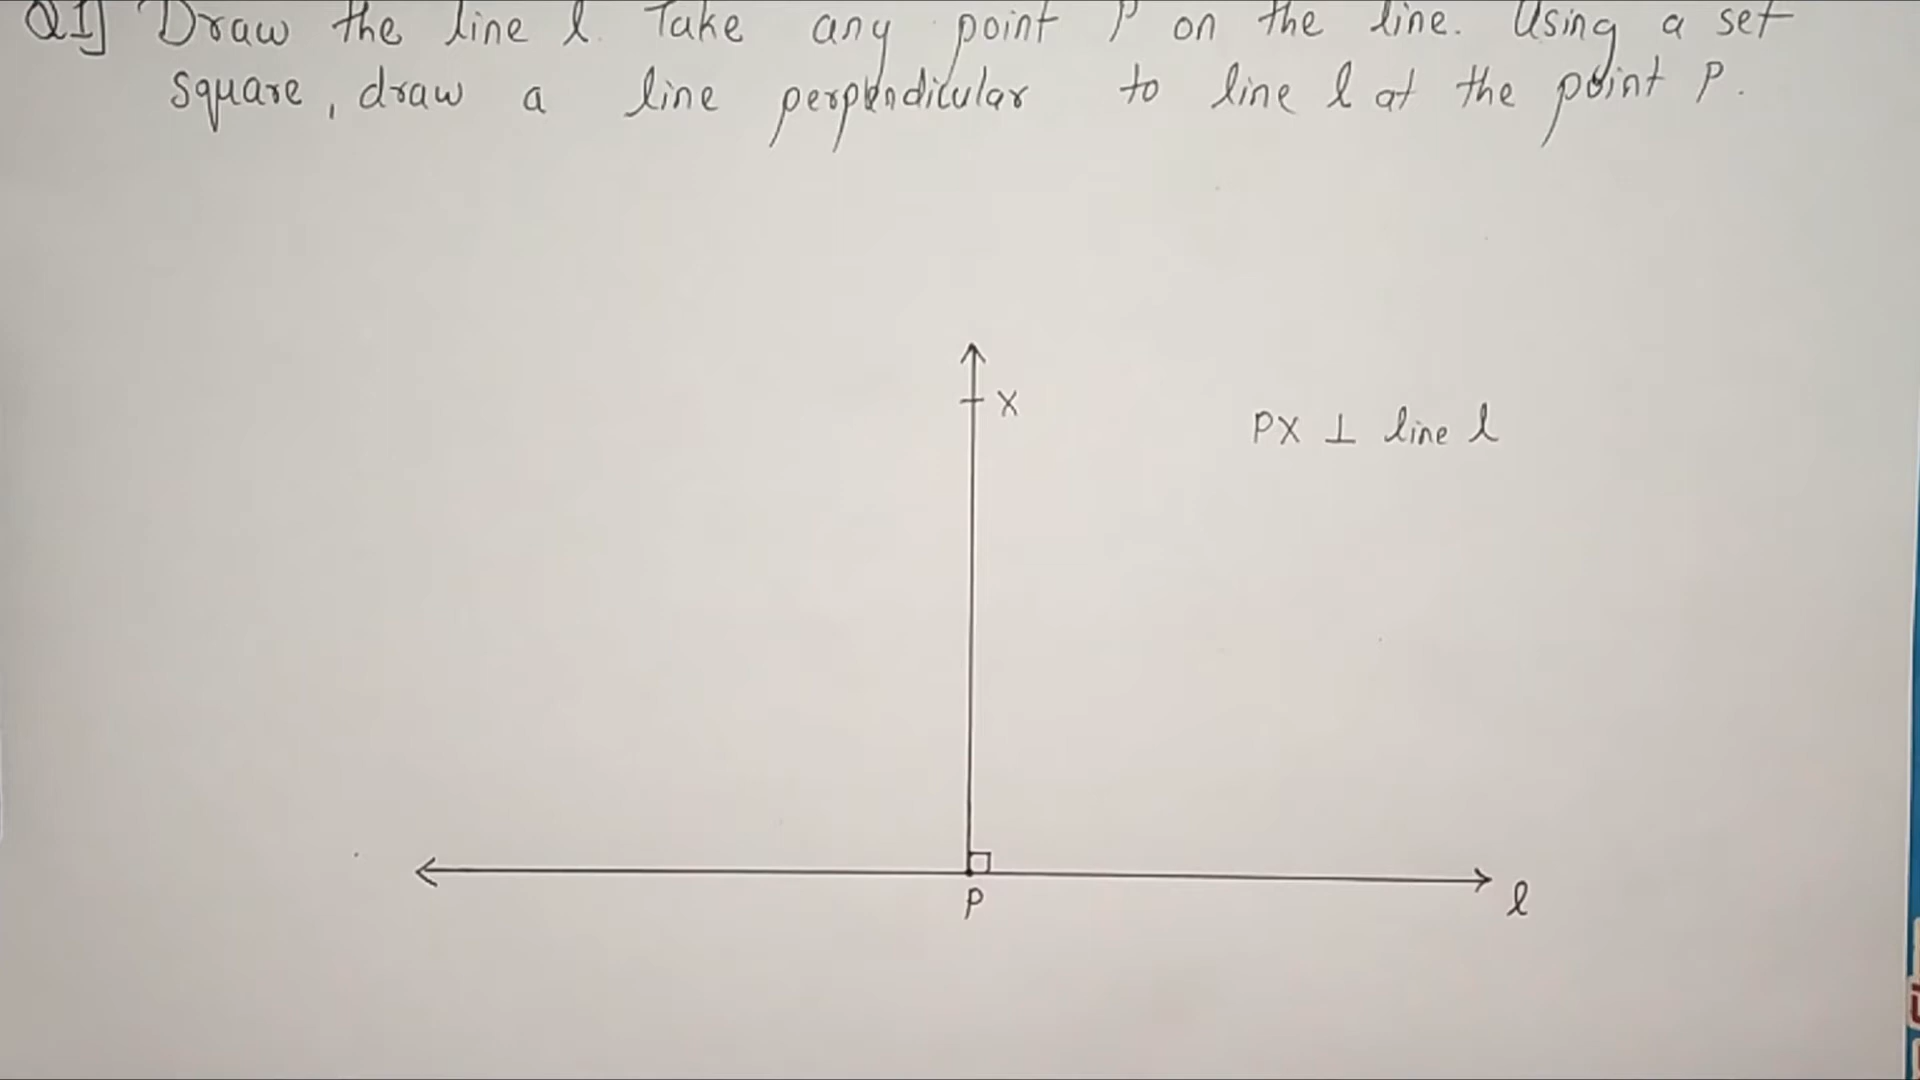 Q1] Draw the line l. Take any point P on the line. Using a set
square, draw a line perpendicular to line l at the point P.
X
PX ⊥ line l
P
l